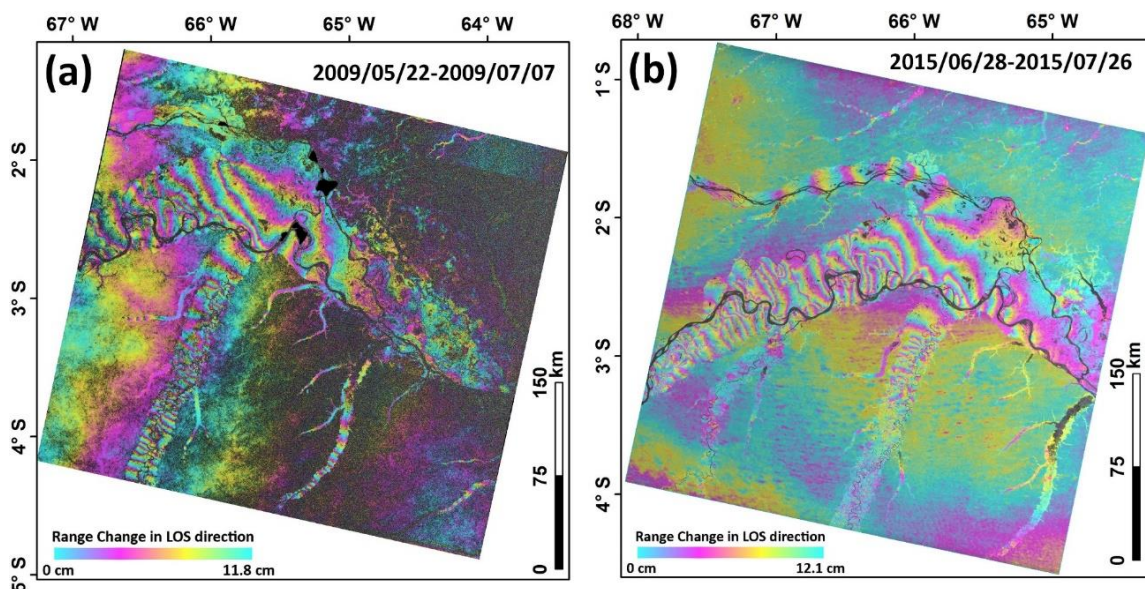 67° W 66° W 65° W 64° W
(a) 2009/05/22-2009/07/07
2° S
3° S
4° S
5° S
150
km
75
0
Range Change in LOS direction
0 cm 11.8 cm
68° W 67° W 66° W 65° W
(b) 2015/06/28-2015/07/26
1° S
2° S
3° S
4° S
150
km
75
0
Range Change in LOS direction
0 cm 12.1 cm